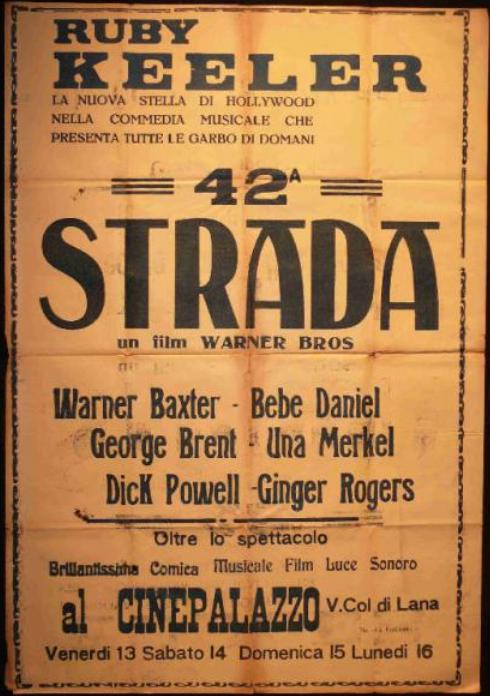 RUBY
KEELER
LA NUOVA STELLA DI HOLLYWOOD
NELLA COMMEDIA MUSICALE CHE
PRESENTA TUTTE LE GARBO DI DOMANI
42ᴬ
STRADA
un film WARNER BROS
Warner Baxter - Bebe Daniel
George Brent - Una Merkel
Dick Powell - Ginger Rogers
Oltre lo spettacolo
Brillantissima Comica Musicale Film Luce Sonoro
al CINEPALAZZO V.Col di Lana
Venerdi 13 Sabato 14 Domenica 15 Lunedi 16